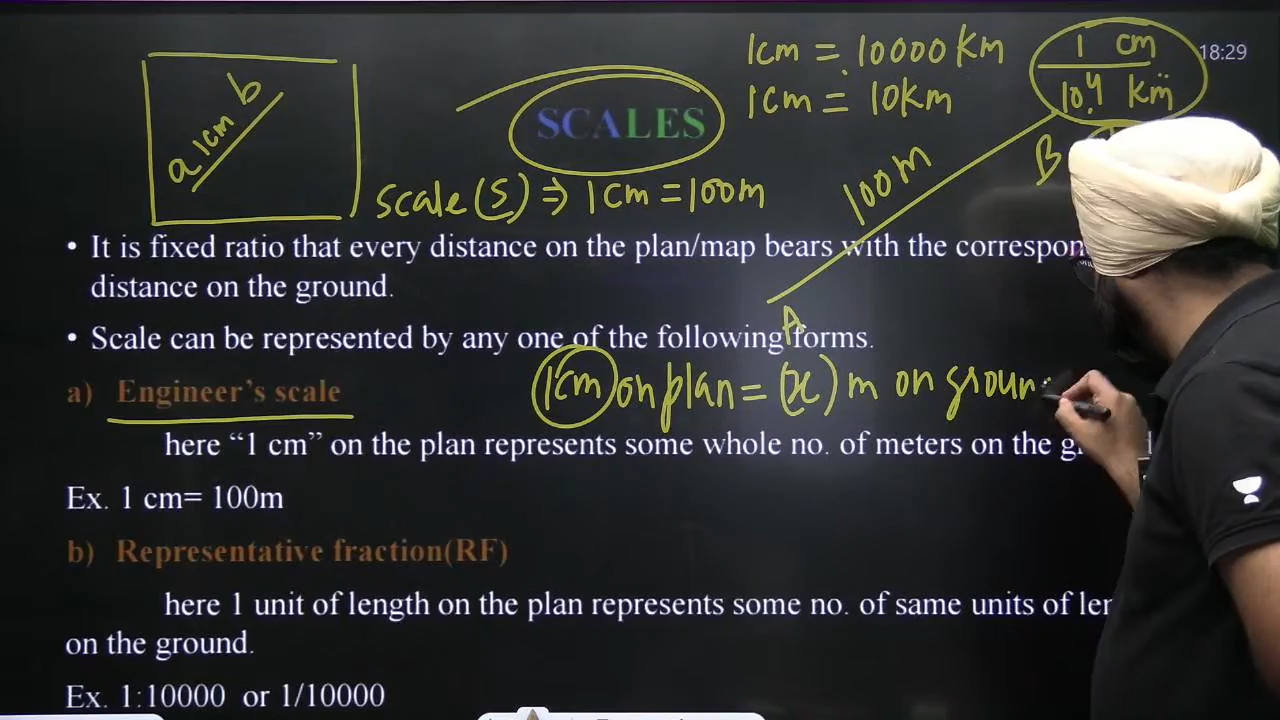 1cm = 10000 Km
1cm = 10Km
1 cm
10.4 Km
18:29
a 1cm b
SCALES
Scale(s) ⇒ 1cm = 100m
100m
B
A
• It is fixed ratio that every distance on the plan/map bears with the correspon
distance on the ground.
• Scale can be represented by any one of the following forms.
1cm on plan = (x) m on groun
a) Engineer's scale
here "1 cm" on the plan represents some whole no. of meters on the g
Ex. 1 cm= 100m
b) Representative fraction(RF)
here 1 unit of length on the plan represents some no. of same units of len
on the ground.
Ex. 1:10000 or 1/10000